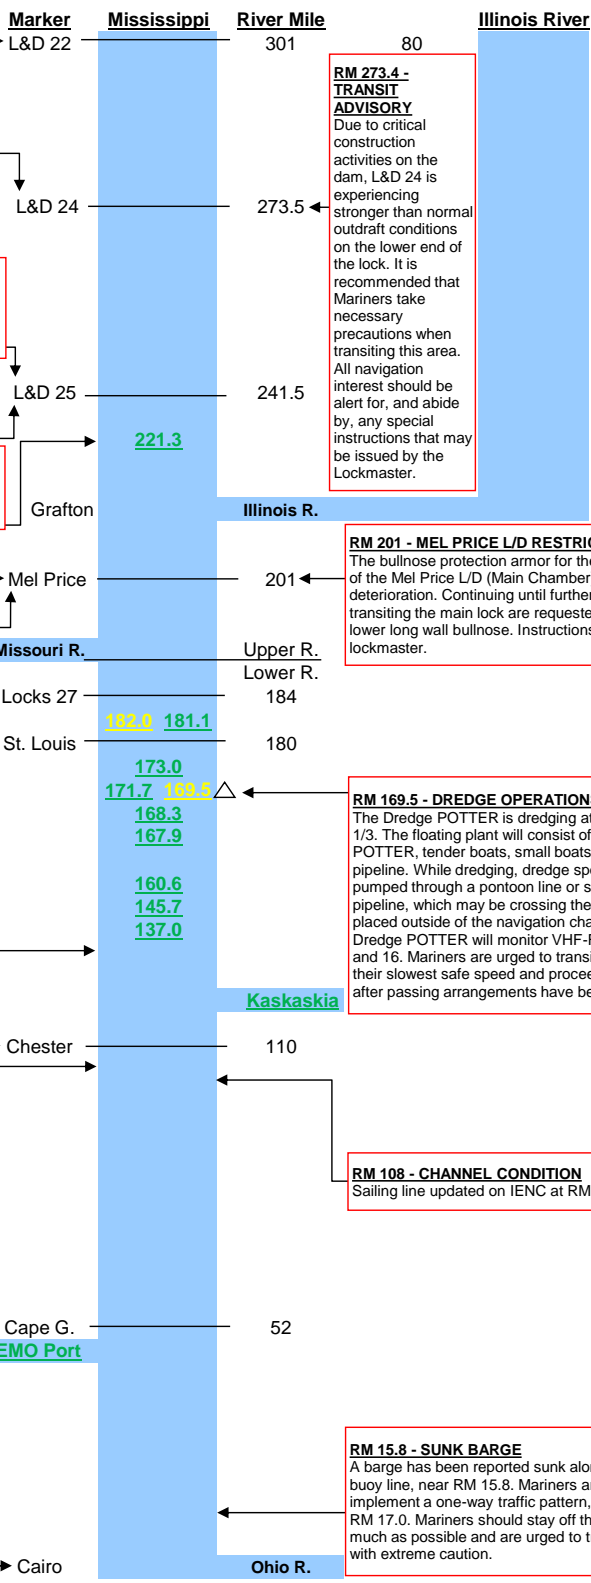 Marker Mississippi River Mile Illinois River
L&D 22 301 80
RM 273.4 -
TRANSIT
ADVISORY
Due to critical
construction
activities on the
dam, L&D 24 is
experiencing
stronger than normal
outdraft conditions
on the lower end of
the lock. It is
recommended that
Mariners take
necessary
precautions when
transiting this area.
All navigation
interest should be
alert for, and abide
by, any special
instructions that may
be issued by the
Lockmaster.
L&D 24 273.5
L&D 25 241.5
221.3
Grafton Illinois R.
RM 201 - MEL PRICE L/D RESTRIC
The bullnose protection armor for the
of the Mel Price L/D (Main Chamber
deterioration. Continuing until further
transiting the main lock are requeste
lower long wall bullnose. Instructions
lockmaster.
Mel Price 201
Missouri R. Upper R.
Lower R.
Locks 27 184
182.0 181.1
St. Louis 180
173.0
171.7 169.5
168.3
167.9
160.6
145.7
137.0
RM 169.5 - DREDGE OPERATIONS
The Dredge POTTER is dredging at
1/3. The floating plant will consist of
POTTER, tender boats, small boats
pipeline. While dredging, dredge spo
pumped through a pontoon line or s
pipeline, which may be crossing the
placed outside of the navigation cha
Dredge POTTER will monitor VHF-F
and 16. Mariners are urged to transi
their slowest safe speed and procee
after passing arrangements have be
Kaskaskia
Chester 110
RM 108 - CHANNEL CONDITION
Sailing line updated on IENC at RM
Cape G. 52
EMO Port
RM 15.8 - SUNK BARGE
A barge has been reported sunk alo
buoy line, near RM 15.8. Mariners a
implement a one-way traffic pattern,
RM 17.0. Mariners should stay off th
much as possible and are urged to t
with extreme caution.
Cairo Ohio R.